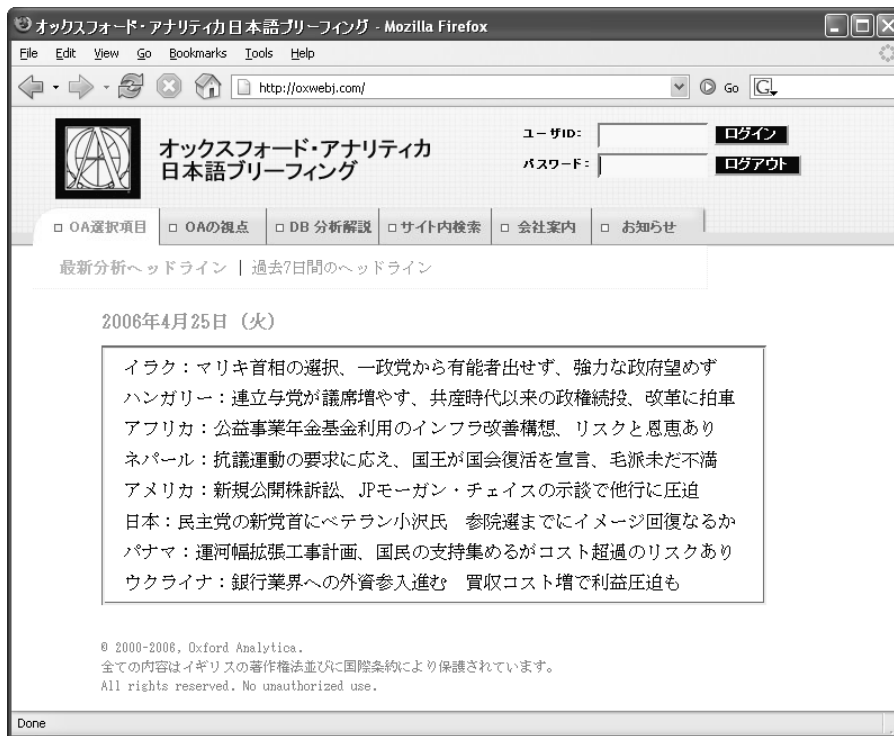 オックスフォード・アナリティカ日本語ブリーフィング - Mozilla Firefox
File Edit View Go Bookmarks Tools Help
http://oxwebj.com/ Go G
オックスフォード・アナリティカ
日本語ブリーフィング
ユーザID: ログイン
パスワード: ログアウト
OA選択項目 OAの視点 DB 分析解説 サイト内検索 会社案内 お知らせ
最新分析ヘッドライン | 過去7日間のヘッドライン
2006年4月25日 (火)
イラク：マリキ首相の選択、一政党から有能者出せず、強力な政府望めず
ハンガリー：連立与党が議席増やす、共産時代以来の政権続投、改革に拍車
アフリカ：公益事業年金基金利用のインフラ改善構想、リスクと恩恵あり
ネパール：抗議運動の要求に応え、国王が国会復活を宣言、毛派未だ不満
アメリカ：新規公開株訴訟、JPモーガン・チェイスの示談で他行に圧迫
日本：民主党の新党首にベテラン小沢氏　参院選までにイメージ回復なるか
パナマ：運河幅拡張工事計画、国民の支持集めるがコスト超過のリスクあり
ウクライナ：銀行業界への外資参入進む　買収コスト増で利益圧迫も
© 2000-2006, Oxford Analytica.
全ての内容はイギリスの著作権法並びに国際条約により保護されています。
All rights reserved. No unauthorized use.
Done